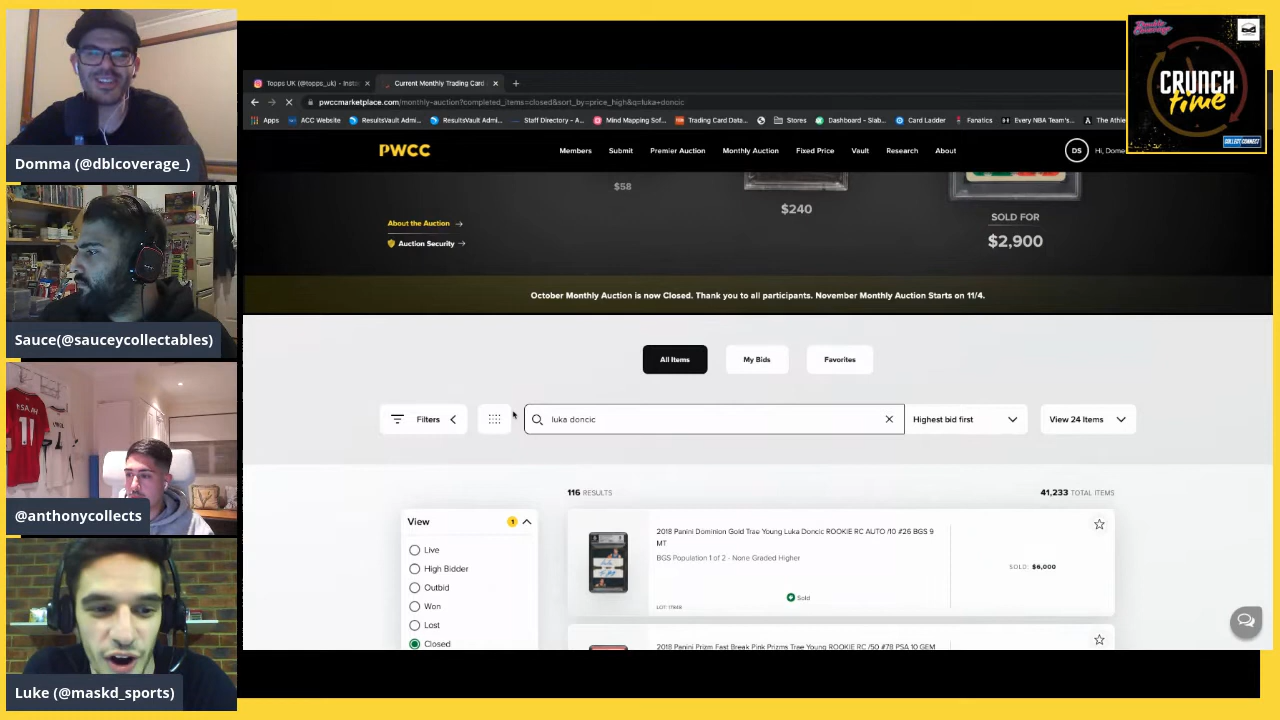 Domma (@dblcoverage_)
Sauce(@sauceycollectables)
@anthonycollects
Luke (@maskd_sports)
CRUNCH
time
COLLECT CONNECT
Topps UK (@topps_uk) • Insta
Current Monthly Trading Card
pwccmarketplace.com/monthly-auction?completed_items=closed&sort_by=price_high&q=luka+doncic
Apps
ACC Website
ResultsVault Admi...
ResultsVault Admi...
Staff Directory - A...
Mind Mapping Sof...
Trading Card Data...
Stores
Dashboard - Slab...
Card Ladder
Fanatics
Every NBA Team's...
The Athle
PWCC
Members
Submit
Premier Auction
Monthly Auction
Fixed Price
Vault
Research
About
DS
Hi, Dome
$58
$240
SOLD FOR
$2,900
About the Auction
Auction Security
October Monthly Auction is now Closed. Thank you to all participants. November Monthly Auction Starts on 11/4.
All Items
My Bids
Favorites
Filters
luka doncic
Highest bid first
View 24 Items
116 RESULTS
41,233 TOTAL ITEMS
View
1
Live
High Bidder
Outbid
Won
Lost
Closed
2018 Panini Dominion Gold Trae Young Luka Doncic ROOKIE RC AUTO /10 #26 BGS 9
MT
BGS Population 1 of 2 - None Graded Higher
SOLD: $6,000
Sold
2018 Panini Prizm Fast Break Pink Prizms Trae Young ROOKIE RC /50 #78 PSA 10 GEM